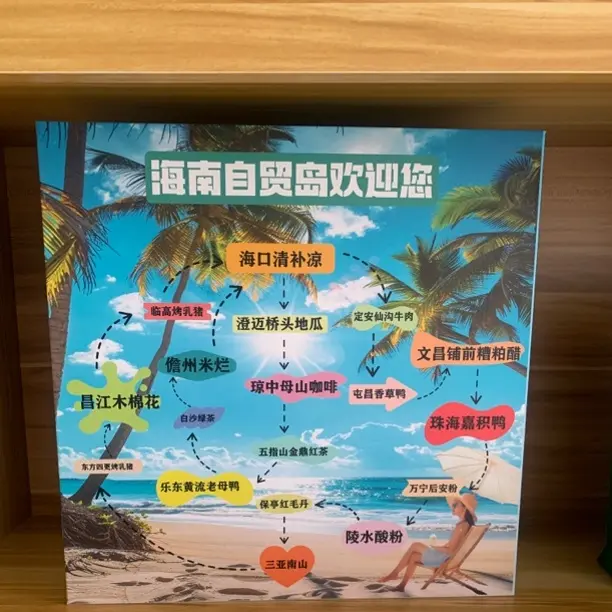 海南自贸岛欢迎您
海口清补凉
临高烤乳猪
澄迈桥头地瓜
定安仙沟牛肉
儋州米烂
文昌铺前糟粕醋
昌江木棉花
琼中母山咖啡
屯昌香草鸭
白沙绿茶
珠海嘉积鸭
东方四更烤乳猪
五指山金鼎红茶
乐东黄流老母鸭
万宁后安粉
保亭红毛丹
陵水酸粉
三亚南山